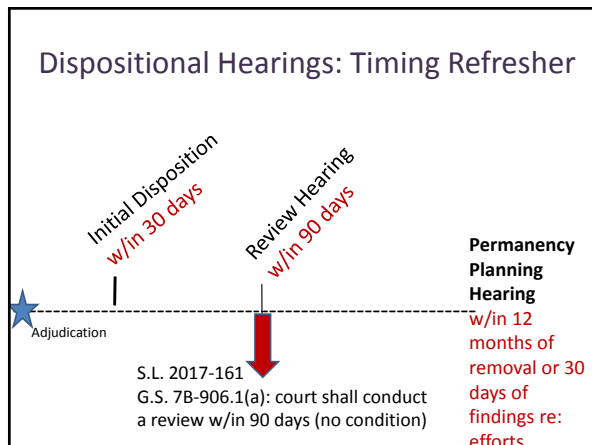 Dispositional Hearings: Timing Refresher
Initial Disposition
w/in 30 days
Review Hearing
w/in 90 days
Permanency
Planning
Hearing
w/in 12
months of
removal or 30
days of
findings re:
efforts
Adjudication
S.L. 2017-161
G.S. 7B-906.1(a): court shall conduct
a review w/in 90 days (no condition)